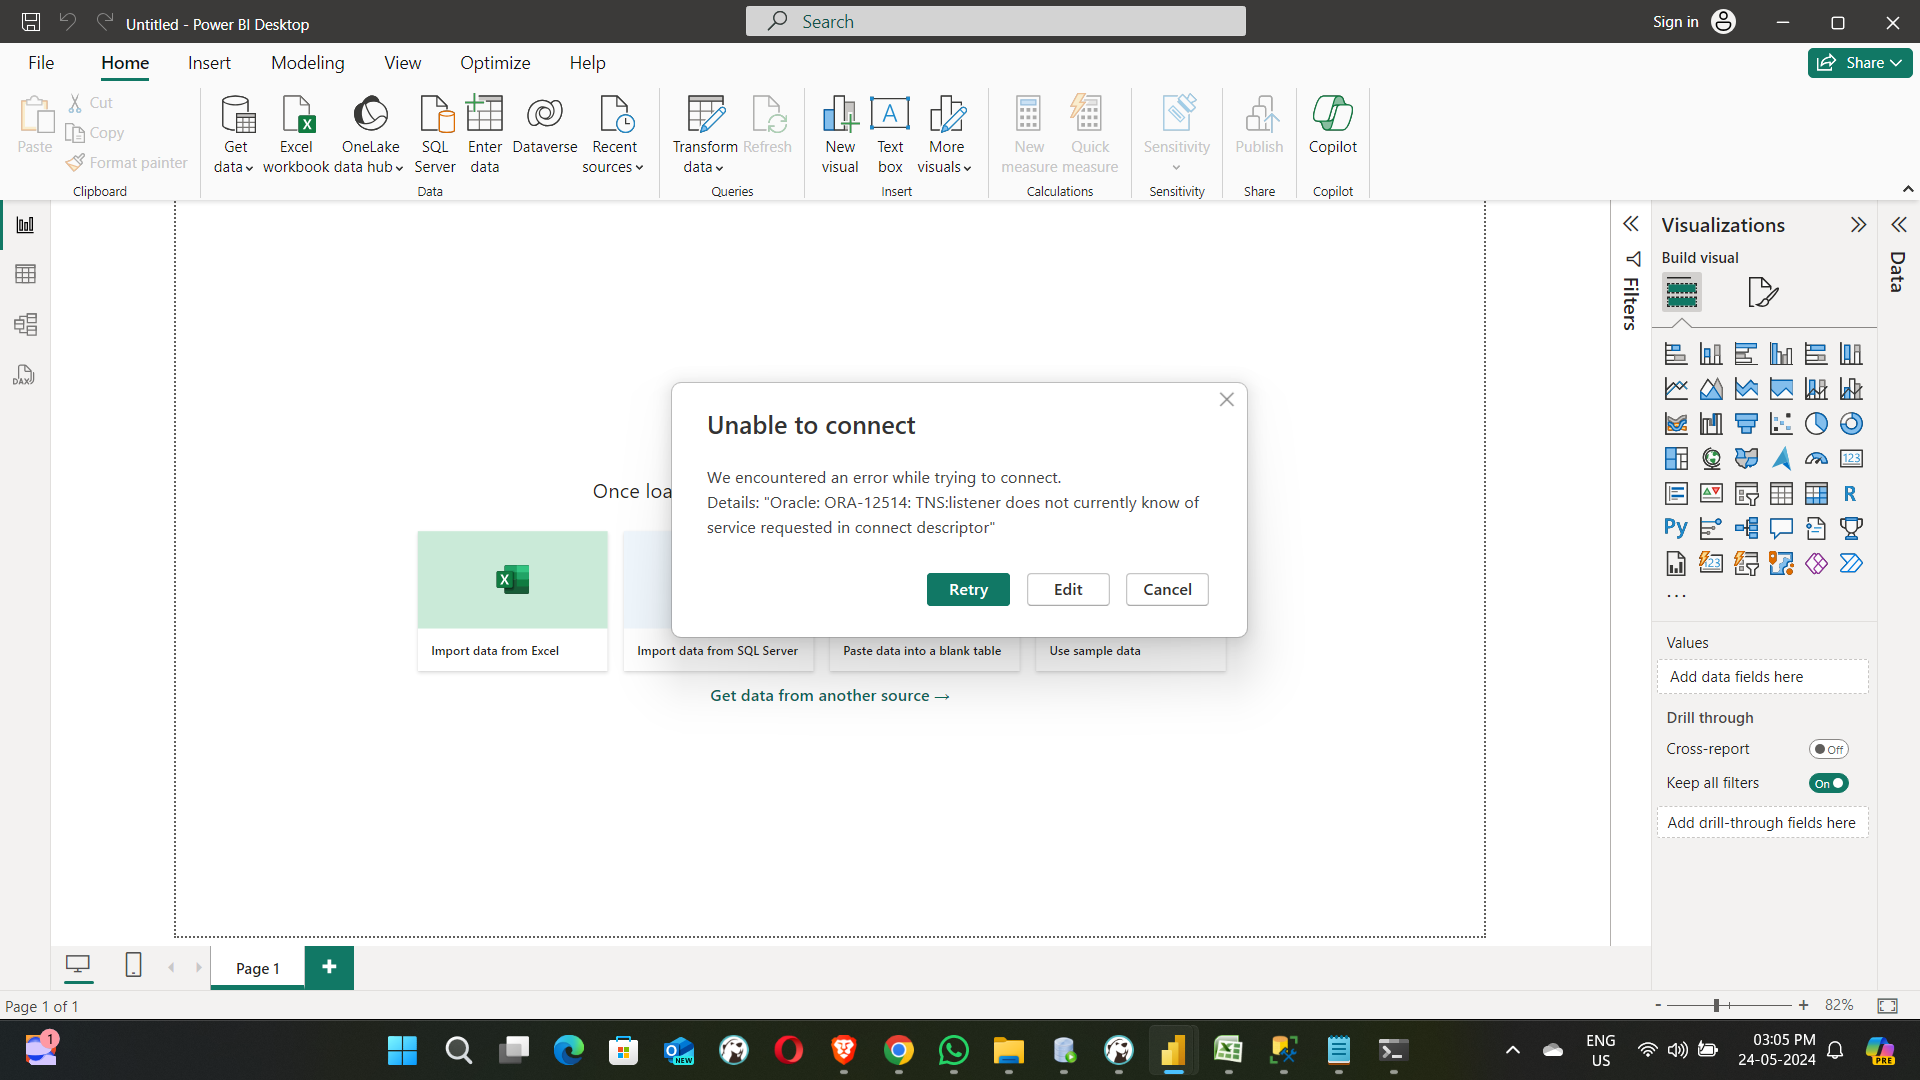 Untitled - Power BI Desktop
Search
Sign in
File
Home
Insert
Modeling
View
Optimize
Help
Share
Paste
Cut
Copy
Format painter
Clipboard
Get data
Excel workbook
OneLake data hub
SQL Server
Enter data
Dataverse
Recent sources
Data
Transform data
Refresh
Queries
New visual
Text box
More visuals
Insert
New measure
Quick measure
Calculations
Sensitivity
Sensitivity
Publish
Share
Copilot
Copilot
DAX
Once loa
Unable to connect
We encountered an error while trying to connect.
Details: "Oracle: ORA-12514: TNS:listener does not currently know of
service requested in connect descriptor"
Retry
Edit
Cancel
Import data from Excel
Import data from SQL Server
Paste data into a blank table
Use sample data
Get data from another source →
Filters
Visualizations
Build visual
123
R
Py
123
...
Values
Add data fields here
Drill through
Cross-report
Off
Keep all filters
On
Add drill-through fields here
Data
Page 1
+
Page 1 of 1
- + 82%
1
NEW
ENG
US
03:05 PM
24-05-2024
PRE